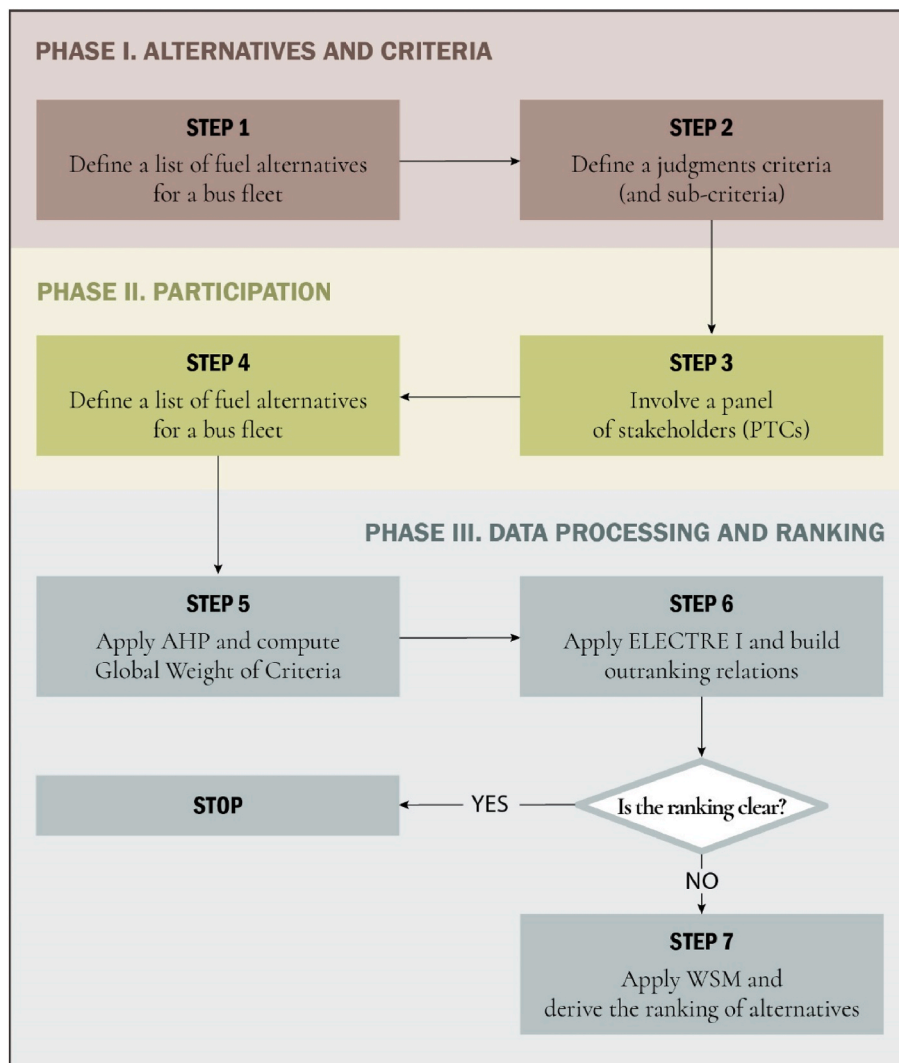 PHASE I. ALTERNATIVES AND CRITERIA
STEP 1
Define a list of fuel alternatives
for a bus fleet
STEP 2
Define a judgments criteria
(and sub-criteria)
PHASE II. PARTICIPATION
STEP 4
Define a list of fuel alternatives
for a bus fleet
STEP 3
Involve a panel
of stakeholders (PTCs)
PHASE III. DATA PROCESSING AND RANKING
STEP 5
Apply AHP and compute
Global Weight of Criteria
STEP 6
Apply ELECTRE I and build
outranking relations
STOP
YES
Is the ranking clear?
NO
STEP 7
Apply WSM and
derive the ranking of alternatives